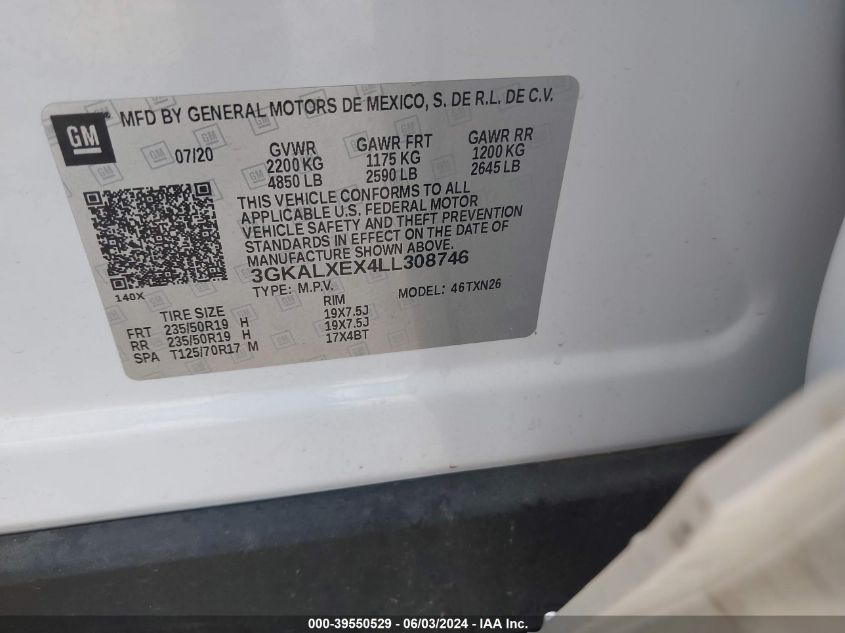 GM ® MFD BY GENERAL MOTORS DE MEXICO, S. DE R.L. DE C.V.
07/20 GVWR GAWR FRT GAWR RR
2200 KG 1175 KG 1200 KG
4850 LB 2590 LB 2645 LB
THIS VEHICLE CONFORMS TO ALL
APPLICABLE U.S. FEDERAL MOTOR
VEHICLE SAFETY AND THEFT PREVENTION
STANDARDS IN EFFECT ON THE DATE OF
MANUFACTURE SHOWN ABOVE.
3GKALXEX4LL308746
140X
TYPE: M.P.V. MODEL: 46TXN26
TIRE SIZE RIM
FRT 235/50R19 H 19X7.5J
RR 235/50R19 H 19X7.5J
SPA T125/70R17 M 17X4BT
000-39550529 - 06/03/2024 - IAAI.COM